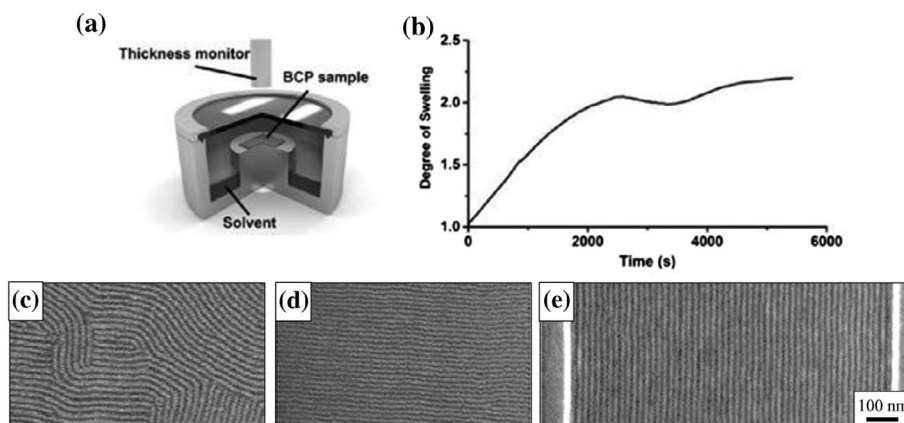 (a)
Thickness monitor
BCP sample
Solvent
(b)
Degree of Swelling
2.5
2.0
1.5
1.0
0 2000 4000 6000
Time (s)
(c)
(d)
(e)
100 nm